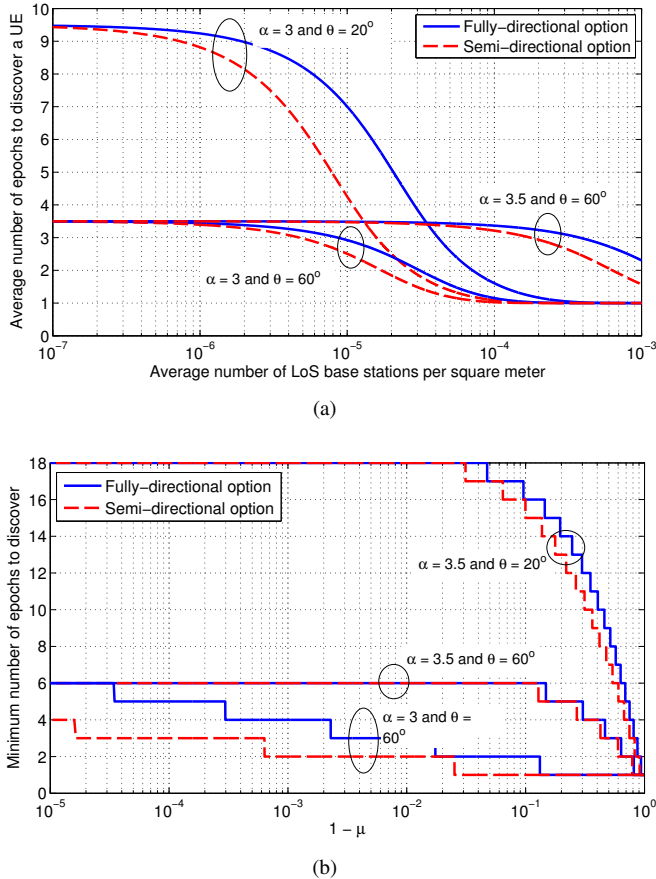 10
9
8
7
6
5
4
3
2
1
0
Average number of epochs to discover a UE
α = 3 and θ = 20°
Fully−directional option
Semi−directional option
α = 3.5 and θ = 60°
α = 3 and θ = 60°
10−7
10−6
10−5
10−4
10−3
Average number of LoS base stations per square meter
(a)
18
16
14
12
10
8
6
4
2
0
Minimum number of epochs to discover
Fully−directional option
Semi−directional option
α = 3.5 and θ = 20°
α = 3.5 and θ = 60°
α = 3 and θ =
60°
10−5
10−4
10−3
10−2
10−1
100
1 − μ
(b)